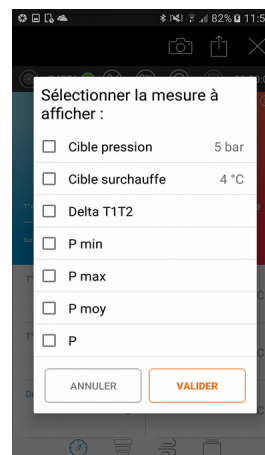 82% 11:5
Sélectionner la mesure à
afficher :
Cible pression 5 bar
Cible surchauffe 4 °C
Delta T1T2
P min
P max
P moy
P
ANNULER VALIDER